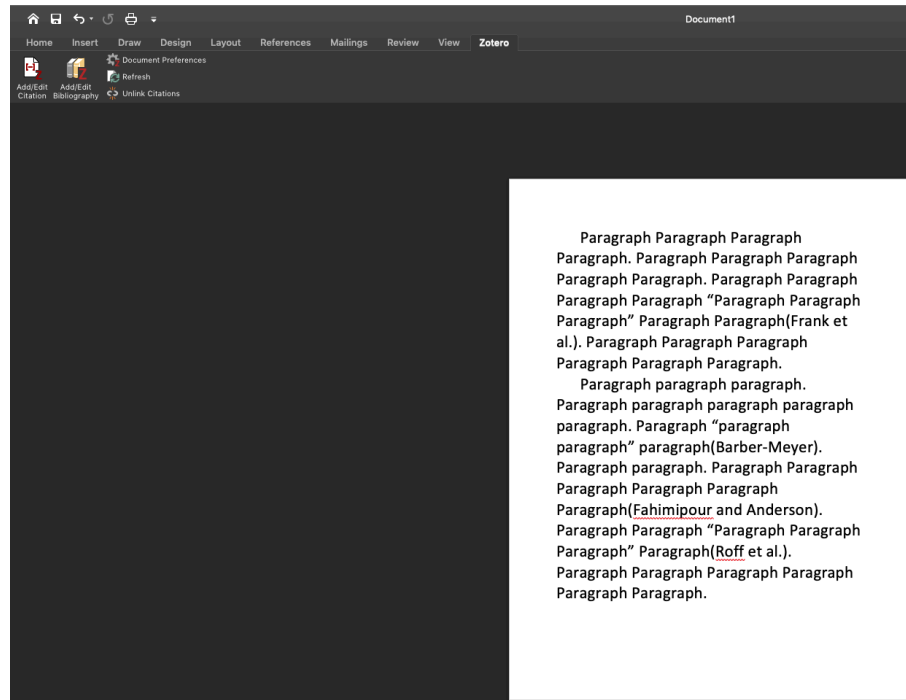 Document1
Home Insert Draw Design Layout References Mailings Review View Zotero
Add/Edit Citation
Add/Edit Bibliography
Document Preferences
Refresh
Unlink Citations
Paragraph Paragraph Paragraph
Paragraph. Paragraph Paragraph Paragraph
Paragraph Paragraph. Paragraph Paragraph
Paragraph Paragraph “Paragraph Paragraph
Paragraph” Paragraph Paragraph(Frank et
al.). Paragraph Paragraph Paragraph
Paragraph Paragraph Paragraph.
Paragraph paragraph paragraph.
Paragraph paragraph paragraph paragraph
paragraph. Paragraph “paragraph
paragraph” paragraph(Barber-Meyer).
Paragraph paragraph. Paragraph Paragraph
Paragraph Paragraph Paragraph
Paragraph(Fahimipour and Anderson).
Paragraph Paragraph “Paragraph Paragraph
Paragraph” Paragraph(Roff et al.).
Paragraph Paragraph Paragraph Paragraph
Paragraph Paragraph.